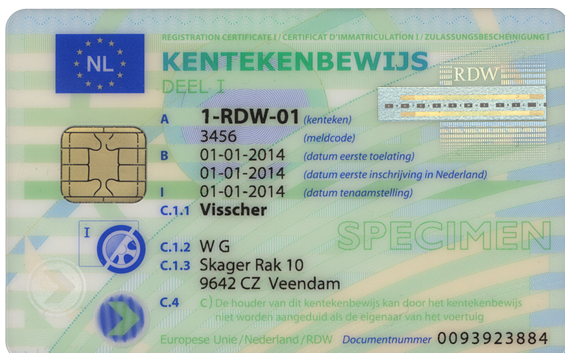 REGISTRATION CERTIFICATE I / CERTIFICAT D'IMMATRICULATION I / ZULASSUNGSBESCHEINIGUNG I
NL
KENTEKENBEWIJS
DEEL I
RDW
A 1-RDW-01 (kenteken)
3456 (meldcode)
B 01-01-2014 (datum eerste toelating)
01-01-2014 (datum eerste inschrijving in Nederland)
I 01-01-2014 (datum tenaamstelling)
C.1.1 Visscher
I
SPECIMEN
C.1.2 W G
C.1.3 Skager Rak 10
9642 CZ Veendam
C.4 C) De houder van dit kentekenbewijs kan door het kentekenbewijs
niet worden aangeduid als de eigenaar van het voertuig
Europese Unie / Nederland / RDW Documentnummer 0093923884